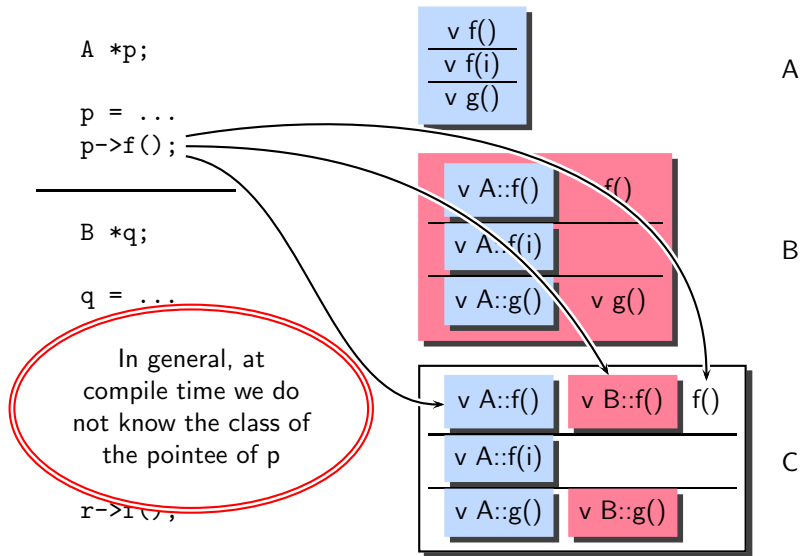 A *p;
p = ...
p->f();
B *q;
q = ...
In general, at
compile time we do
not know the class of
the pointee of p
v f()
v f(i)
v g()
A
v A::f() f()
v A::f(i)
v A::g() v g()
B
v A::f() v B::f() f()
v A::f(i)
v A::g() v B::g()
C